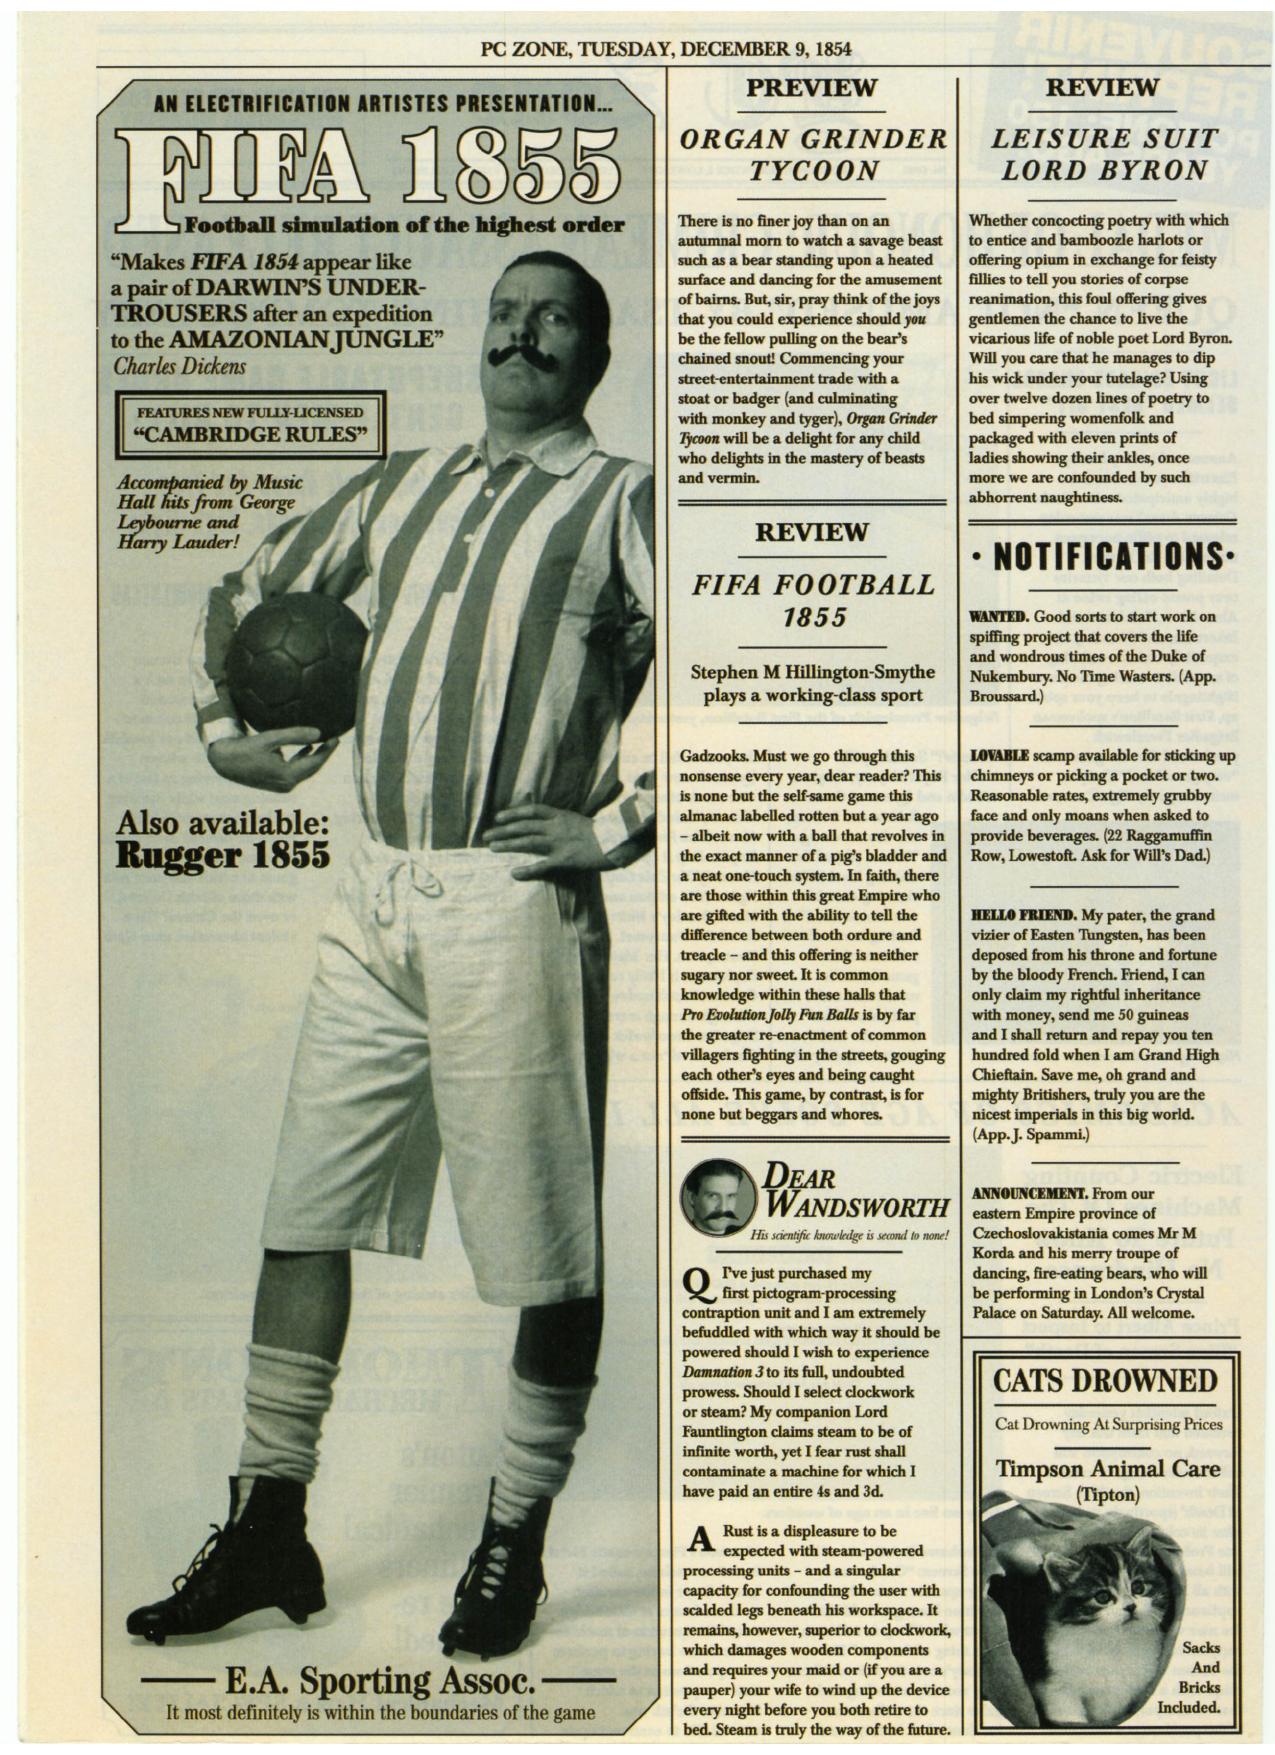 PC ZONE, TUESDAY, DECEMBER 9, 1854
AN ELECTRIFICATION ARTISTES PRESENTATION...
FIFA 1855
Football simulation of the highest order
“Makes FIFA 1854 appear like
a pair of DARWIN’S UNDER-
TROUSERS after an expedition
to the AMAZONIAN JUNGLE”
Charles Dickens
FEATURES NEW FULLY-LICENSED
“CAMBRIDGE RULES”
Accompanied by Music
Hall hits from George
Leybourne and
Harry Lauder!
Also available:
Rugger 1855
E.A. Sporting Assoc.
It most definitely is within the boundaries of the game
PREVIEW
ORGAN GRINDER
TYCOON
There is no finer joy than on an
autumnal morn to watch a savage beast
such as a bear standing upon a heated
surface and dancing for the amusement
of bairns. But, sir, pray think of the joys
that you could experience should you
be the fellow pulling on the bear’s
chained snout! Commencing your
street-entertainment trade with a
stoat or badger (and culminating
with monkey and tyger), Organ Grinder
Tycoon will be a delight for any child
who delights in the mastery of beasts
and vermin.
REVIEW
FIFA FOOTBALL
1855
Stephen M Hillington-Smythe
plays a working-class sport
Gadzooks. Must we go through this
nonsense every year, dear reader? This
is none but the self-same game this
almanac labelled rotten but a year ago
– albeit now with a ball that revolves in
the exact manner of a pig’s bladder and
a neat one-touch system. In faith, there
are those within this great Empire who
are gifted with the ability to tell the
difference between both ordure and
treacle – and this offering is neither
sugary nor sweet. It is common
knowledge within these halls that
Pro Evolution Jolly Fun Balls is by far
the greater re-enactment of common
villagers fighting in the streets, gouging
each other’s eyes and being caught
offside. This game, by contrast, is for
none but beggars and whores.
DEAR
WANDSWORTH
His scientific knowledge is second to none!
Q I’ve just purchased my
first pictogram-processing
contraption unit and I am extremely
befuddled with which way it should be
powered should I wish to experience
Damnation 3 to its full, undoubted
prowess. Should I select clockwork
or steam? My companion Lord
Fauntlington claims steam to be of
infinite worth, yet I fear rust shall
contaminate a machine for which I
have paid an entire 4s and 3d.
A Rust is a displeasure to be
expected with steam-powered
processing units – and a singular
capacity for confounding the user with
scalded legs beneath his workspace. It
remains, however, superior to clockwork,
which damages wooden components
and requires your maid or (if you are a
pauper) your wife to wind up the device
every night before you both retire to
bed. Steam is truly the way of the future.
REVIEW
LEISURE SUIT
LORD BYRON
Whether concocting poetry with which
to entice and bamboozle harlots or
offering opium in exchange for feisty
fillies to tell you stories of corpse
reanimation, this foul offering gives
gentlemen the chance to live the
vicarious life of noble poet Lord Byron.
Will you care that he manages to dip
his wick under your tutelage? Using
over twelve dozen lines of poetry to
bed simpering womenfolk and
packaged with eleven prints of
ladies showing their ankles, once
more we are confounded by such
abhorrent naughtiness.
• NOTIFICATIONS•
WANTED. Good sorts to start work on
spiffing project that covers the life
and wondrous times of the Duke of
Nukembury. No Time Wasters. (App.
Broussard.)
LOVABLE scamp available for sticking up
chimneys or picking a pocket or two.
Reasonable rates, extremely grubby
face and only moans when asked to
provide beverages. (22 Raggamuffin
Row, Lowestoft. Ask for Will’s Dad.)
HELLO FRIEND. My pater, the grand
vizier of Easten Tungsten, has been
deposed from his throne and fortune
by the bloody French. Friend, I can
only claim my rightful inheritance
with money, send me 50 guineas
and I shall return and repay you ten
hundred fold when I am Grand High
Chieftain. Save me, oh grand and
mighty Britishers, truly you are the
nicest imperials in this big world.
(App. J. Spammi.)
ANNOUNCEMENT. From our
eastern Empire province of
Czechoslovakistania comes Mr M
Korda and his merry troupe of
dancing, fire-eating bears, who will
be performing in London’s Crystal
Palace on Saturday. All welcome.
CATS DROWNED
Cat Drowning At Surprising Prices
Timpson Animal Care
(Tipton)
Sacks
And
Bricks
Included.